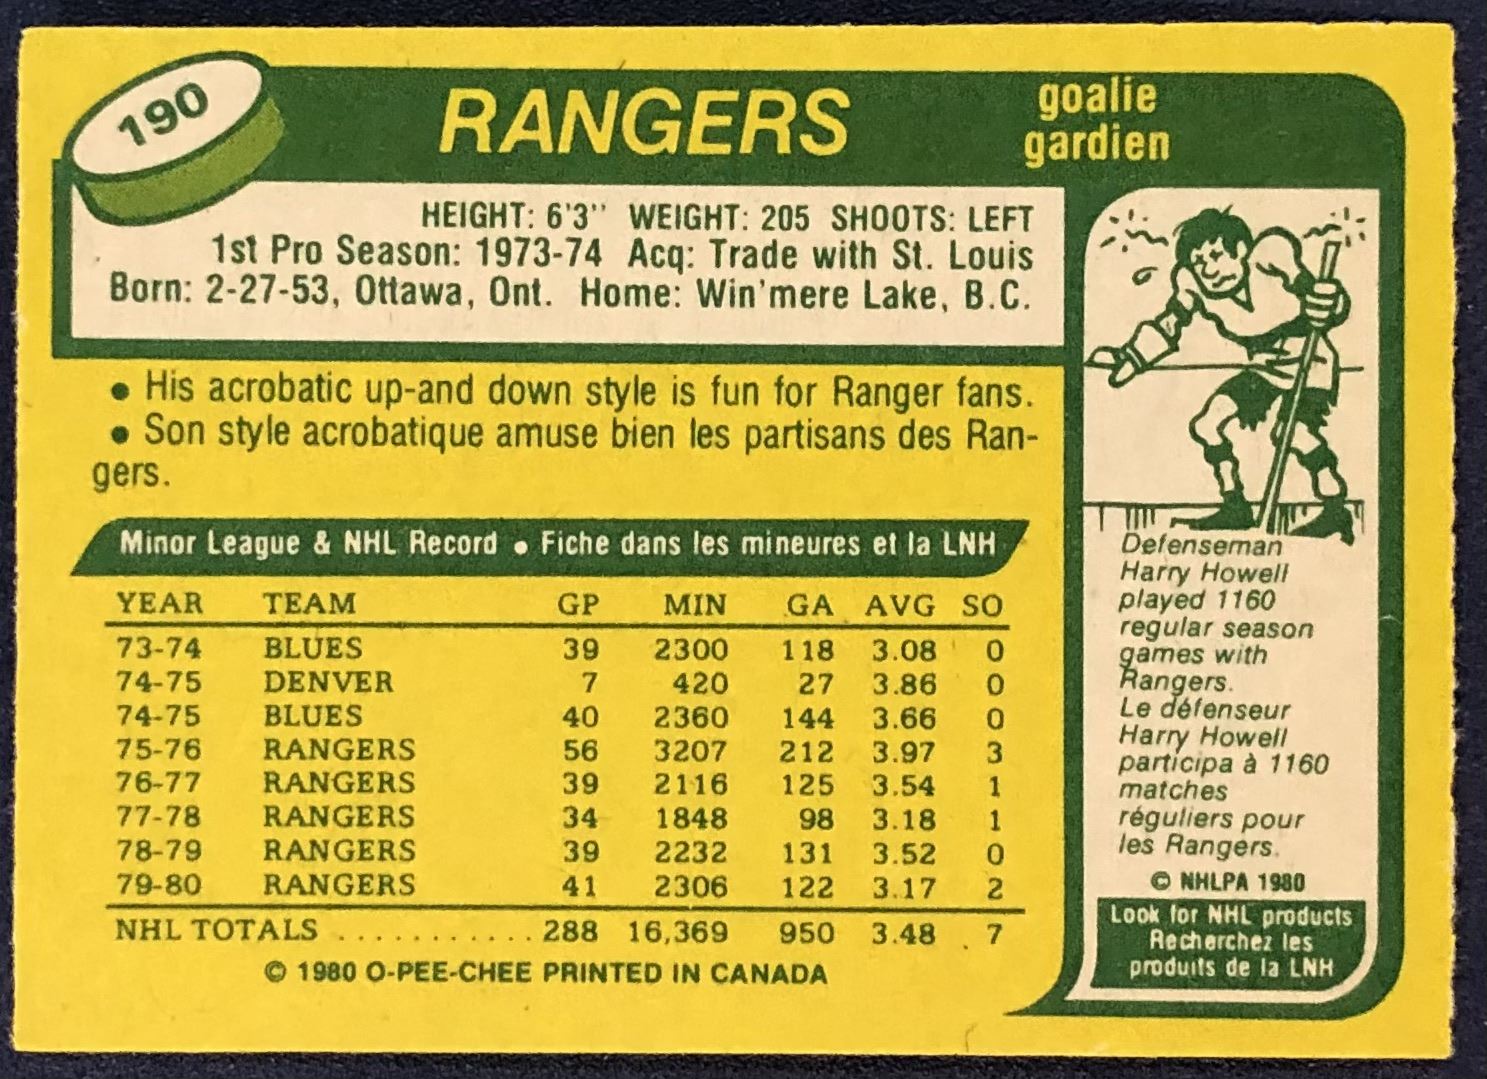 190
RANGERS
goalie
gardien
HEIGHT: 6'3" WEIGHT: 205 SHOOTS: LEFT
1st Pro Season: 1973-74 Acq: Trade with St. Louis
Born: 2-27-53, Ottawa, Ont. Home: Win'mere Lake, B.C.
• His acrobatic up-and down style is fun for Ranger fans.
• Son style acrobatique amuse bien les partisans des Ran-
gers.
Minor League & NHL Record • Fiche dans les mineures et la LNH
YEAR TEAM GP MIN GA AVG SO
73-74 BLUES 39 2300 118 3.08 0
74-75 DENVER 7 420 27 3.86 0
74-75 BLUES 40 2360 144 3.66 0
75-76 RANGERS 56 3207 212 3.97 3
76-77 RANGERS 39 2116 125 3.54 1
77-78 RANGERS 34 1848 98 3.18 1
78-79 RANGERS 39 2232 131 3.52 0
79-80 RANGERS 41 2306 122 3.17 2
NHL TOTALS ............ 288 16,369 950 3.48 7
© 1980 O-PEE-CHEE PRINTED IN CANADA
Defenseman
Harry Howell
played 1160
regular season
games with
Rangers.
Le défenseur
Harry Howell
participa à 1160
matches
réguliers pour
les Rangers.
© NHLPA 1980
Look for NHL products
Recherchez les
produits de la LNH